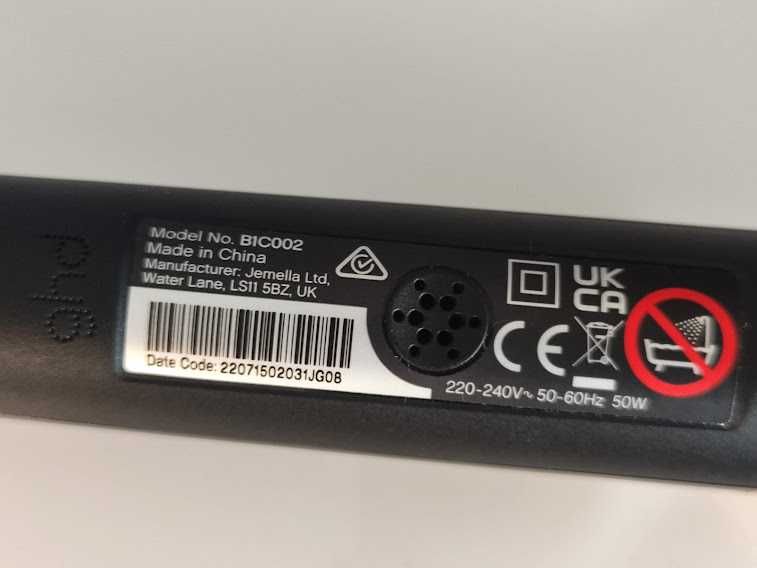 ghd
Model No. B1C002
Made in China
Manufacturer: Jemella Ltd,
Water Lane, LS11 5BZ, UK
Date Code: 22071502031JG08
UK
CA
CE
220-240V~ 50-60Hz 50W